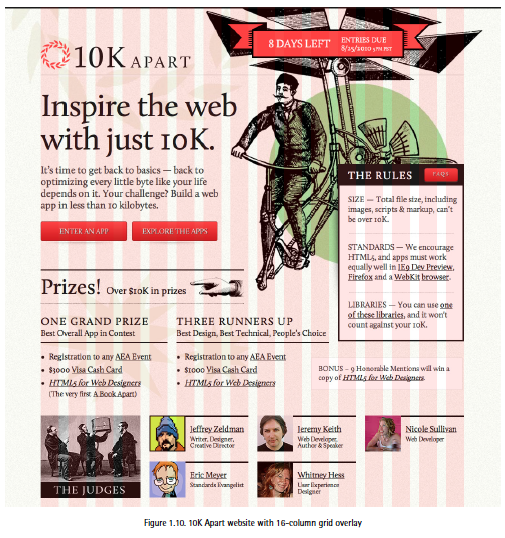 10K APART
8 DAYS LEFT
ENTRIES DUE
8/25/2010 3PM PST
Inspire the web
with just 10K.
It's time to get back to basics — back to
optimizing every little byte like your life
depends on it. Your challenge? Build a web
app in less than 10 kilobytes.
ENTER AN APP
EXPLORE THE APPS
THE RULES
FAQS
SIZE — Total file size, including
images, scripts & markup, can't
be over 10K.
STANDARDS — We encourage
HTML5, and apps must work
equally well in IE9 Dev Preview,
Firefox and a WebKit browser.
LIBRARIES — You can use one
of these libraries, and it won't
count against your 10K.
Prizes! Over $10K in prizes
ONE GRAND PRIZE
Best Overall App in Contest
• Registration to any AEA Event
• $3000 Visa Cash Card
• HTML5 for Web Designers
(The very first A Book Apart)
THREE RUNNERS UP
Best Design, Best Technical, People's Choice
• Registration to any AEA Event
• $1000 Visa Cash Card
• HTML5 for Web Designers
BONUS – 9 Honorable Mentions will win a
copy of HTML5 for Web Designers.
THE JUDGES
Jeffrey Zeldman
Writer, Designer,
Creative Director
Jeremy Keith
Web Developer,
Author & Speaker
Nicole Sullivan
Web Developer
Eric Meyer
Standards Evangelist
Whitney Hess
User Experience
Designer
Figure 1.10. 10K Apart website with 16-column grid overlay